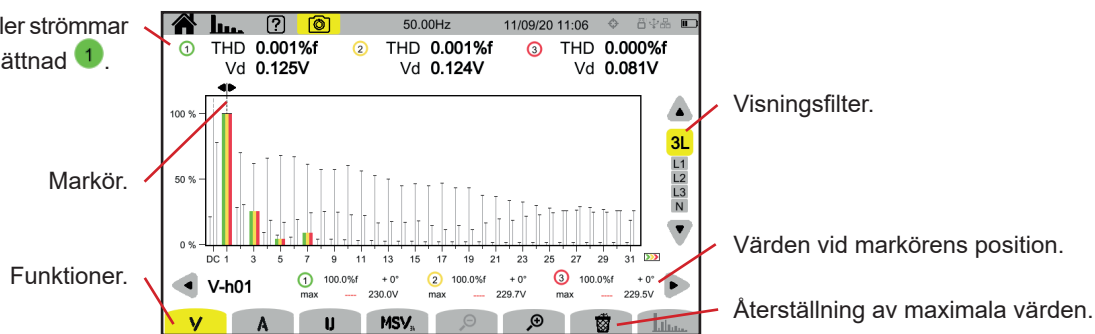 ler strömmar
ättnad 1.
50.00Hz 11/09/20 11:06
1 THD 0.001%f 2 THD 0.001%f 3 THD 0.000%f
Vd 0.125V Vd 0.124V Vd 0.081V
100 %
50 %
0 %
DC 1 3 5 7 9 11 13 15 17 19 21 23 25 27 29 31
3L
L1
L2
L3
N
Visningsfilter.
Markör.
Värden vid markörens position.
Funktioner.
V-h01
1 100.0%f + 0° 2 100.0%f + 0° 3 100.0%f + 0°
max ---- 230.0V max ---- 229.7V max ---- 229.5V
Återställning av maximala värden.
V A U MSV